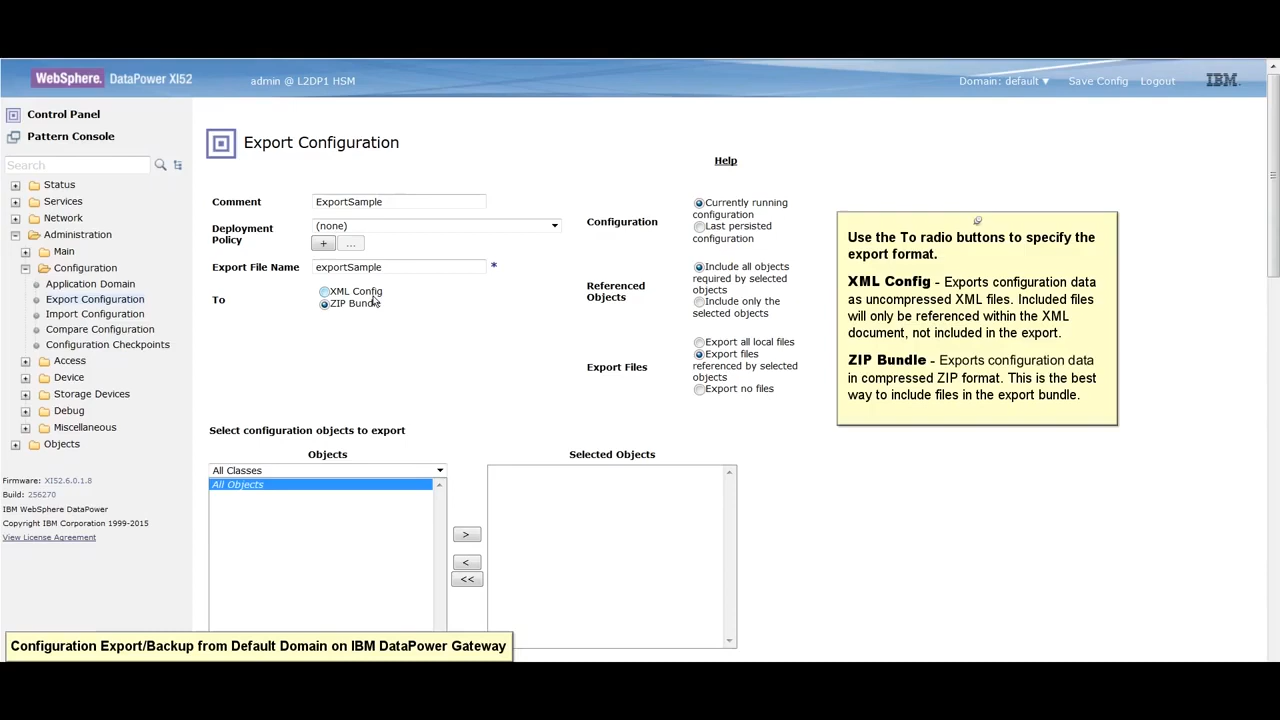 WebSphere. DataPower XI52
admin @ L2DP1 HSM
Domain: default ▼
Save Config
Logout
IBM.
Control Panel
Pattern Console
Search
Status
Services
Network
Administration
Main
Configuration
Application Domain
Export Configuration
Import Configuration
Compare Configuration
Configuration Checkpoints
Access
Device
Storage Devices
Debug
Miscellaneous
Objects
Firmware: XI52.6.0.1.8
Build: 256270
IBM WebSphere DataPower
Copyright IBM Corporation 1999-2015
View License Agreement
Export Configuration
Help
Comment
ExportSample
Deployment
Policy
(none)
+
...
Export File Name
exportSample
*
To
XML Config
ZIP Bundle
Configuration
Currently running
configuration
Last persisted
configuration
Referenced
Objects
Include all objects
required by selected
objects
Include only the
selected objects
Export Files
Export all local files
Export files
referenced by selected
objects
Export no files
Use the To radio buttons to specify the
export format.
XML Config - Exports configuration data
as uncompressed XML files. Included files
will only be referenced within the XML
document, not included in the export.
ZIP Bundle - Exports configuration data
in compressed ZIP format. This is the best
way to include files in the export bundle.
Select configuration objects to export
Objects
All Classes
All Objects
>
<
<<
Selected Objects
Configuration Export/Backup from Default Domain on IBM DataPower Gateway